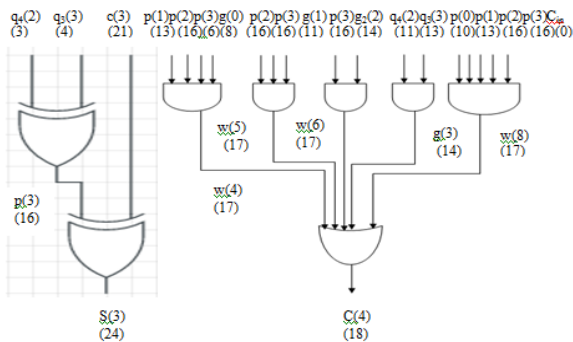 q₄(2) q₃(3) c(3) p(1)p(2)p(3)g(0) p(2)p(3) g(1) p(3)g₂(2) q₄(2)q₃(3) p(0)p(1)p(2)p(3)Cᵢₙ
(3) (4) (21) (13) (16)(6)(8) (16)(16)(11) (16)(14) (11)(13) (10)(13) (16) (16)(0)
w(5) w(6) g(3) w(8)
(17) (17) (14) (17)
p(3) w(4)
(16) (17)
S(3) C(4)
(24) (18)